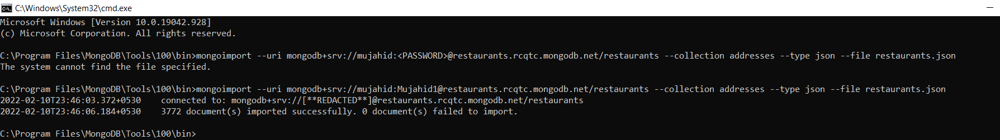 C:\Windows\System32\cmd.exe
Microsoft Windows [Version 10.0.19042.928]
(c) Microsoft Corporation. All rights reserved.
C:\Program Files\MongoDB\Tools\100\bin>mongoimport --uri mongodb+srv://mujahid:<PASSWORD>@restaurants.rcqtc.mongodb.net/restaurants --collection addresses --type json --file restaurants.json
The system cannot find the file specified.
C:\Program Files\MongoDB\Tools\100\bin>mongoimport --uri mongodb+srv://mujahid:Mujahid1@restaurants.rcqtc.mongodb.net/restaurants --collection addresses --type json --file restaurants.json
2022-02-10T23:46:03.372+0530    connected to: mongodb+srv://[**REDACTED**]@restaurants.rcqtc.mongodb.net/restaurants
2022-02-10T23:46:06.184+0530    3772 document(s) imported successfully. 0 document(s) failed to import.
C:\Program Files\MongoDB\Tools\100\bin>